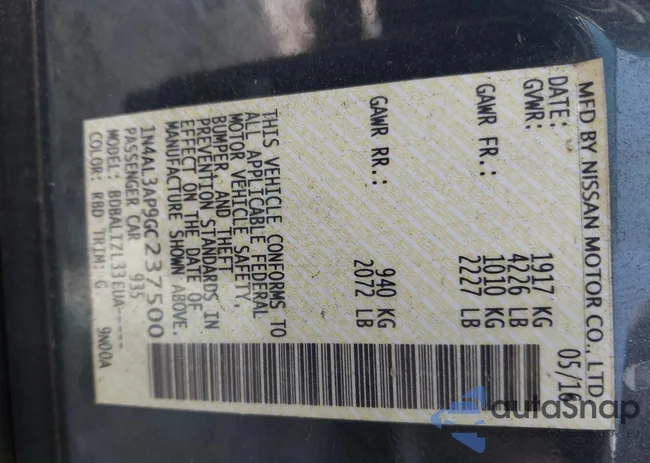 MFD BY NISSAN MOTOR CO., LTD
DATE: 05/16
GVWR: 1917 KG
4226 LB
GAWR FR.: 1010 KG
2227 LB
GAWR RR.: 940 KG
2072 LB
THIS VEHICLE CONFORMS TO
ALL APPLICABLE FEDERAL
MOTOR VEHICLE SAFETY,
BUMPER, AND THEFT
PREVENTION STANDARDS IN
EFFECT ON THE DATE OF
MANUFACTURE SHOWN ABOVE.
1N4AL3AP9GC237500
PASSENGER CAR 935
MODEL: BDBALTZL33EUA-----
COLOR: RBD TRIM: G 9N00A
autoSnap